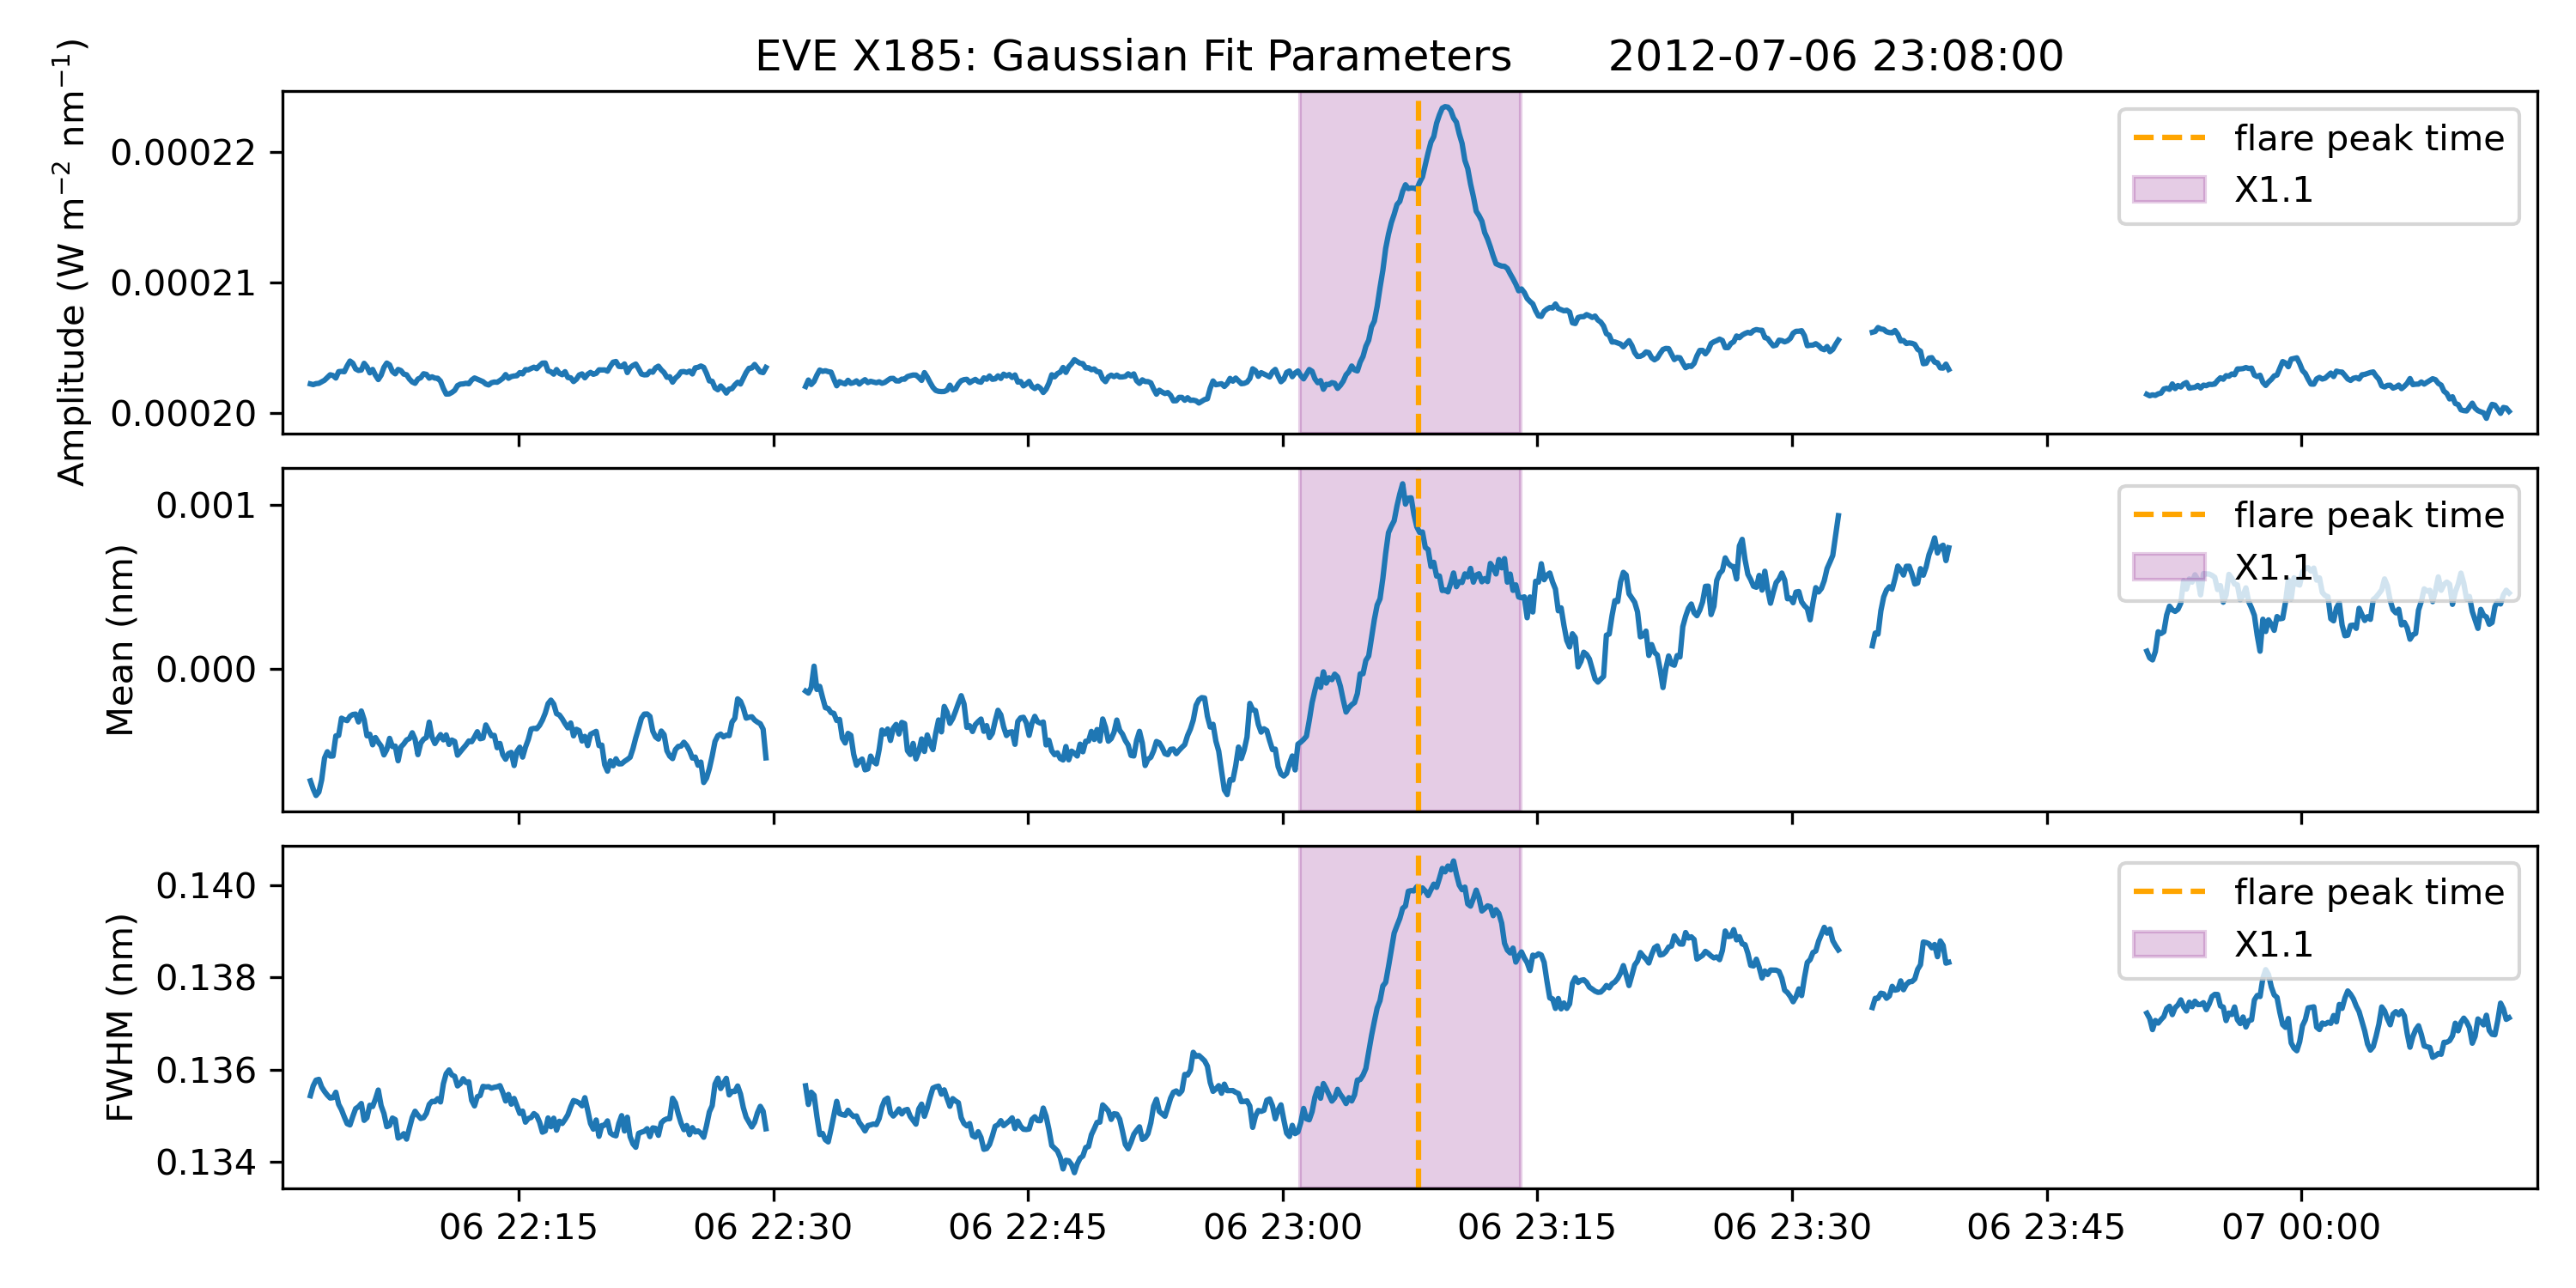 EVE X185: Gaussian Fit Parameters 2012-07-06 23:08:00
Amplitude (W m⁻² nm⁻¹)
0.00022
0.00021
0.00020
flare peak time
X1.1
Mean (nm)
0.001
0.000
flare peak time
X1.1
FWHM (nm)
0.140
0.138
0.136
0.134
flare peak time
X1.1
06 22:15 06 22:30 06 22:45 06 23:00 06 23:15 06 23:30 06 23:45 07 00:00